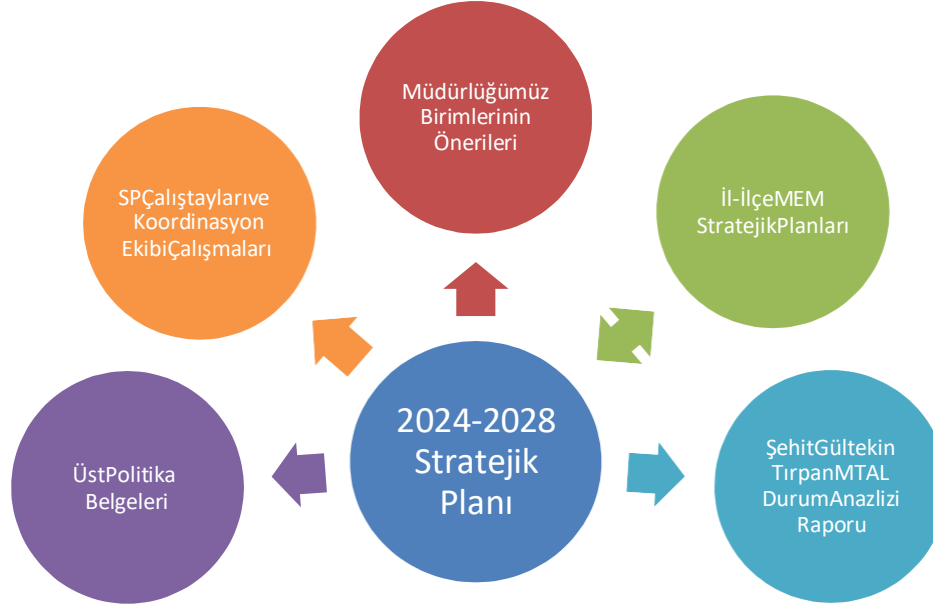 Müdürlüğümüz
Birimlerinin
Önerileri
SPÇalıştaylarıve
Koordinasyon
EkibiÇalışmaları
İl-İlçeMEM
StratejikPlanları
2024-2028
Stratejik
Planı
ÜstPolitika
Belgeleri
ŞehitGültekin
TırpanMTAL
DurumAnazlizi
Raporu